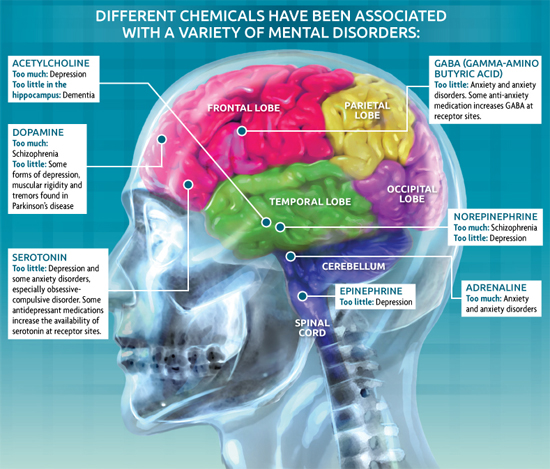 DIFFERENT CHEMICALS HAVE BEEN ASSOCIATED
WITH A VARIETY OF MENTAL DISORDERS:
ACETYLCHOLINE
Too much: Depression
Too little in the
hippocampus: Dementia
DOPAMINE
Too much:
Schizophrenia
Too little: Some
forms of depression,
muscular rigidity and
tremors found in
Parkinson's disease
SEROTONIN
Too little: Depression and
some anxiety disorders,
especially obsessive-
compulsive disorder. Some
antidepressant medications
increase the availability of
serotonin at receptor sites.
FRONTAL LOBE
PARIETAL
LOBE
TEMPORAL LOBE
OCCIPITAL
LOBE
CEREBELLUM
SPINAL
CORD
GABA (GAMMA-AMINO
BUTYRIC ACID)
Too little: Anxiety and anxiety
disorders. Some anti-anxiety
medication increases GABA at
receptor sites.
NOREPINEPHRINE
Too much: Schizophrenia
Too little: Depression
ADRENALINE
Too much: Anxiety
and anxiety disorders
EPINEPHRINE
Too little: Depression